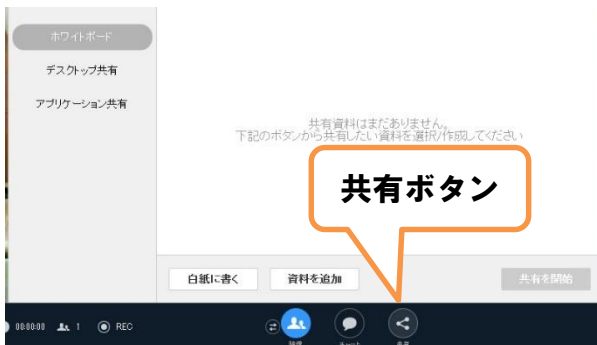 ホワイトボード
デスクトップ共有
アプリケーション共有
共有資料はまだありません。
下記のボタンから共有したい資料を選択/作成してください
共有ボタン
白紙に書く
資料を追加
共有を開始
00:00:00
1
REC